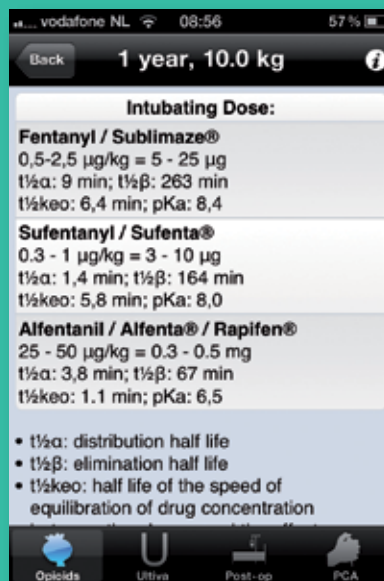 vodafone NL 08:56 57%
Back 1 year, 10.0 kg i
Intubating Dose:
Fentanyl / Sublimaze®
0,5-2,5 µg/kg = 5 - 25 µg
t½α: 9 min; t½β: 263 min
t½keo: 6,4 min; pKa: 8,4
Sufentanyl / Sufenta®
0.3 - 1 µg/kg = 3 - 10 µg
t½α: 1,4 min; t½β: 164 min
t½keo: 5,8 min; pKa: 8,0
Alfentanil / Alfenta® / Rapifen®
25 - 50 µg/kg = 0.3 - 0.5 mg
t½α: 3,8 min; t½β: 67 min
t½keo: 1.1 min; pKa: 6,5
• t½α: distribution half life
• t½β: elimination half life
• t½keo: half life of the speed of
equilibration of drug concentration
Opioids Ultiva Post-op PCA